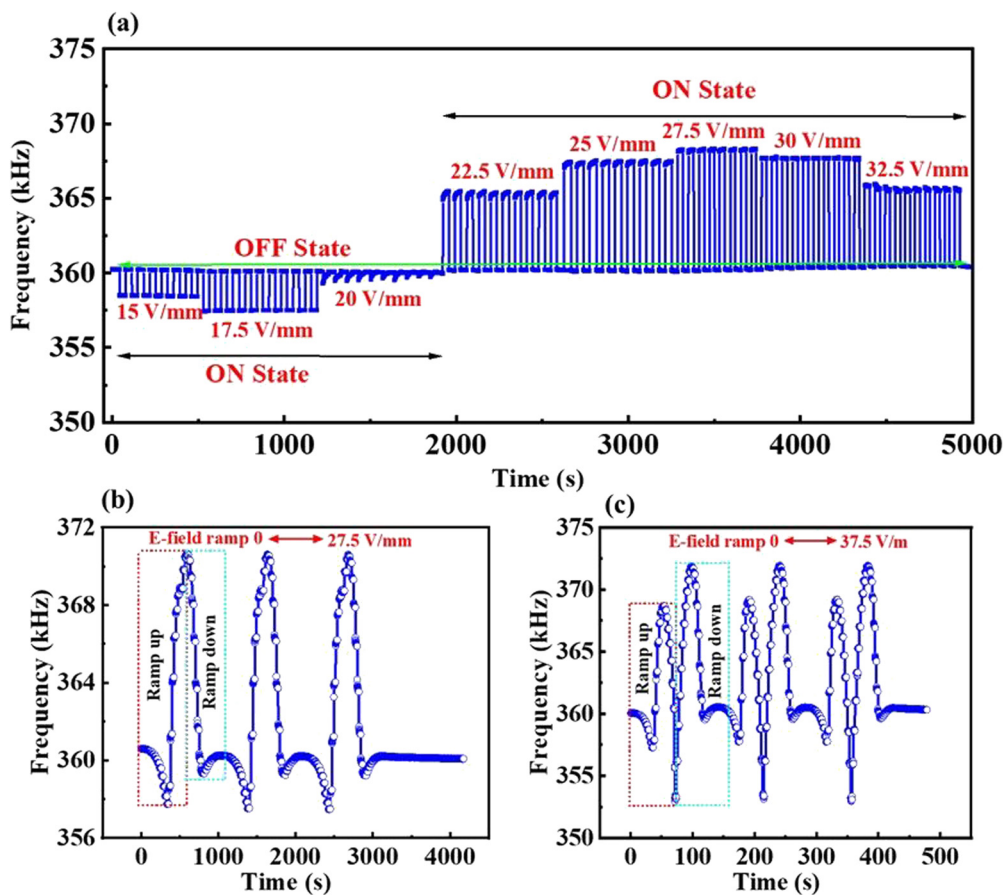 (a)
375
370
365
360
355
350
Frequency (kHz)
ON State
22.5 V/mm
25 V/mm
27.5 V/mm
30 V/mm
32.5 V/mm
OFF State
15 V/mm
17.5 V/mm
20 V/mm
ON State
0 1000 2000 3000 4000 5000
Time (s)
(b)
372
368
364
360
356
Frequency (kHz)
E-field ramp 0 27.5 V/mm
Ramp up
Ramp down
0 1000 2000 3000 4000
Time (s)
(c)
375
370
365
360
355
350
Frequency (kHz)
E-field ramp 0 37.5 V/m
Ramp up
Ramp down
0 100 200 300 400 500
Time (s)